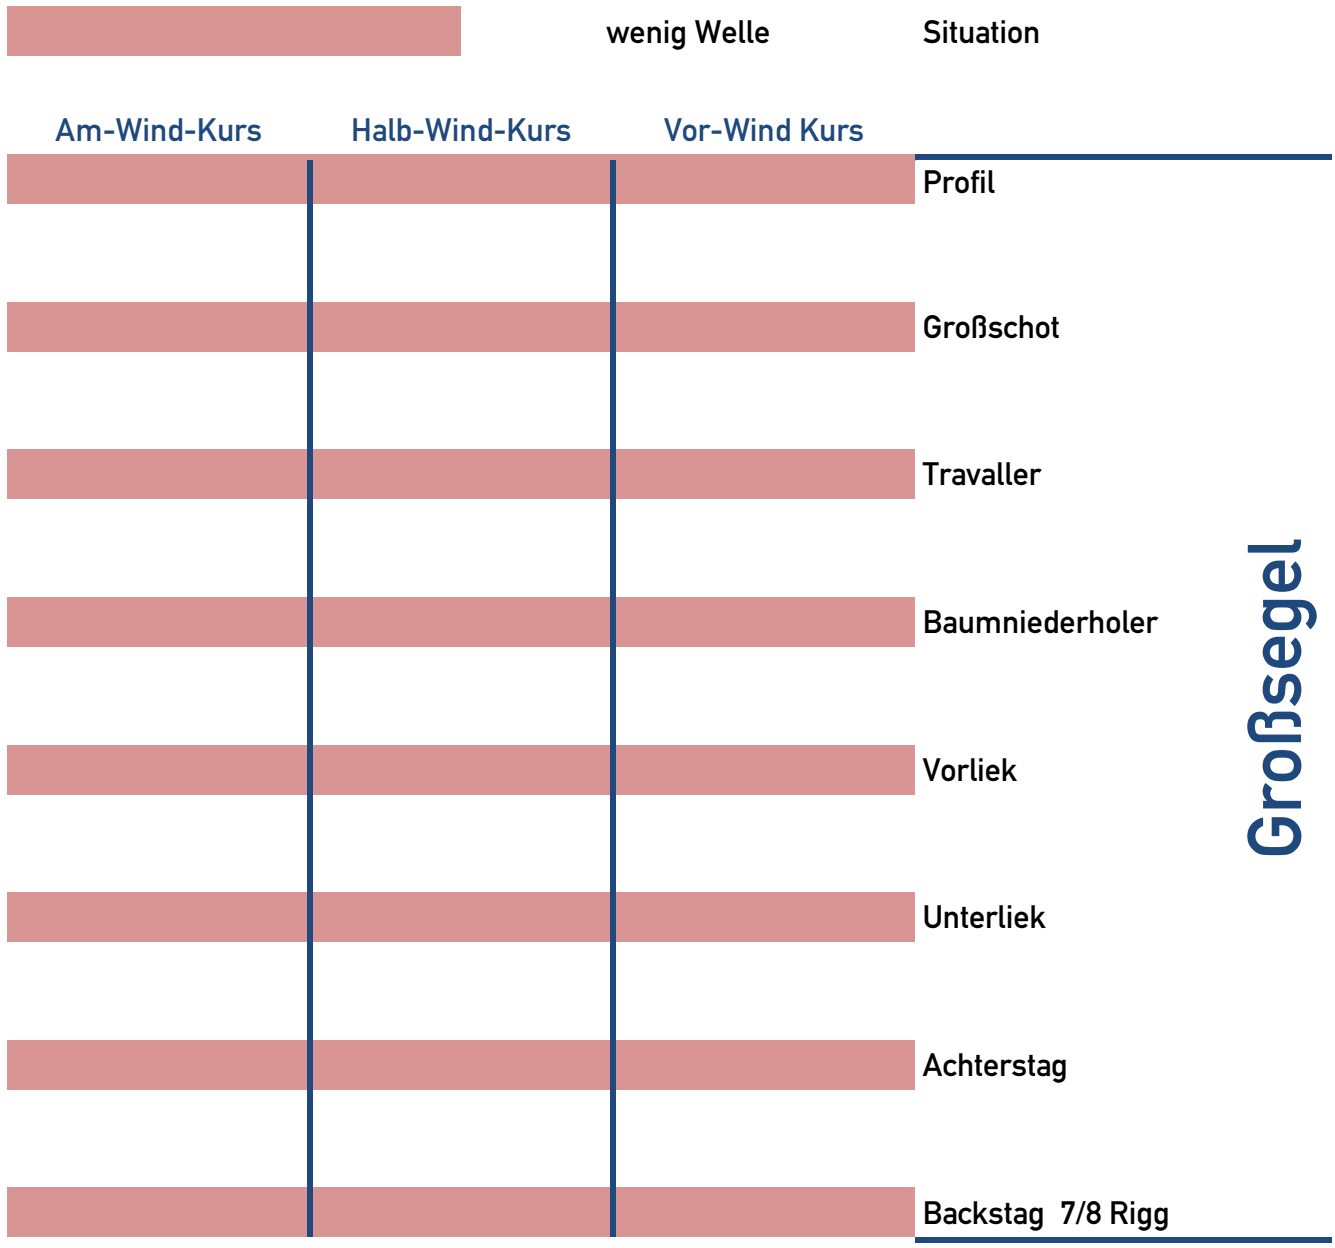 wenig Welle Situation
Am-Wind-Kurs Halb-Wind-Kurs Vor-Wind Kurs
Profil
Großschot
Travaller
Baumniederholer
Vorliek
Unterliek
Achterstag
Backstag 7/8 Rigg
Großsegel